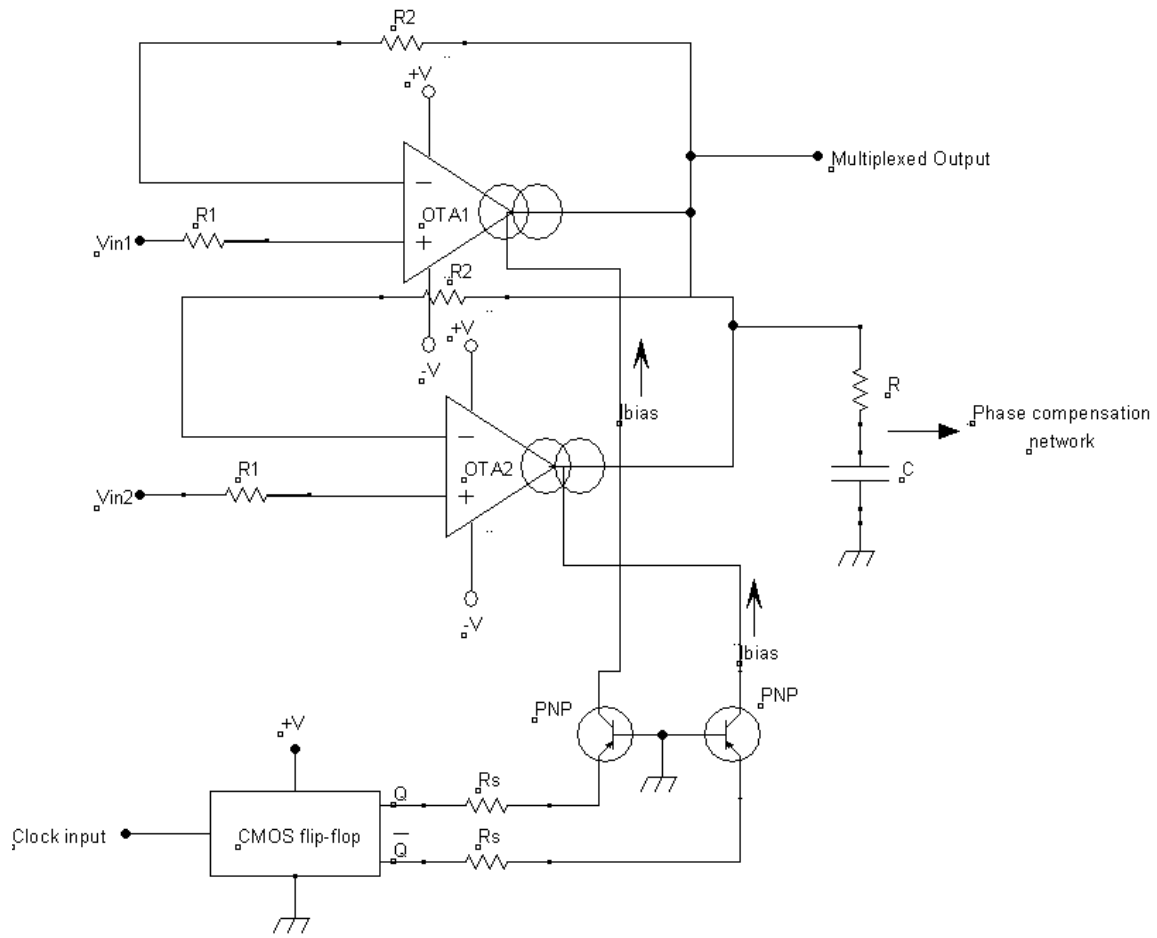 R2
+V
Multiplexed Output
OTA1
R1
Vin1
R2
+V
-V
Ibias
R
Phase compensation
network
OTA2
C
R1
Vin2
-V
Ibias
PNP
PNP
+V
Rs
Q
Clock input
CMOS flip-flop
Rs
Q̅